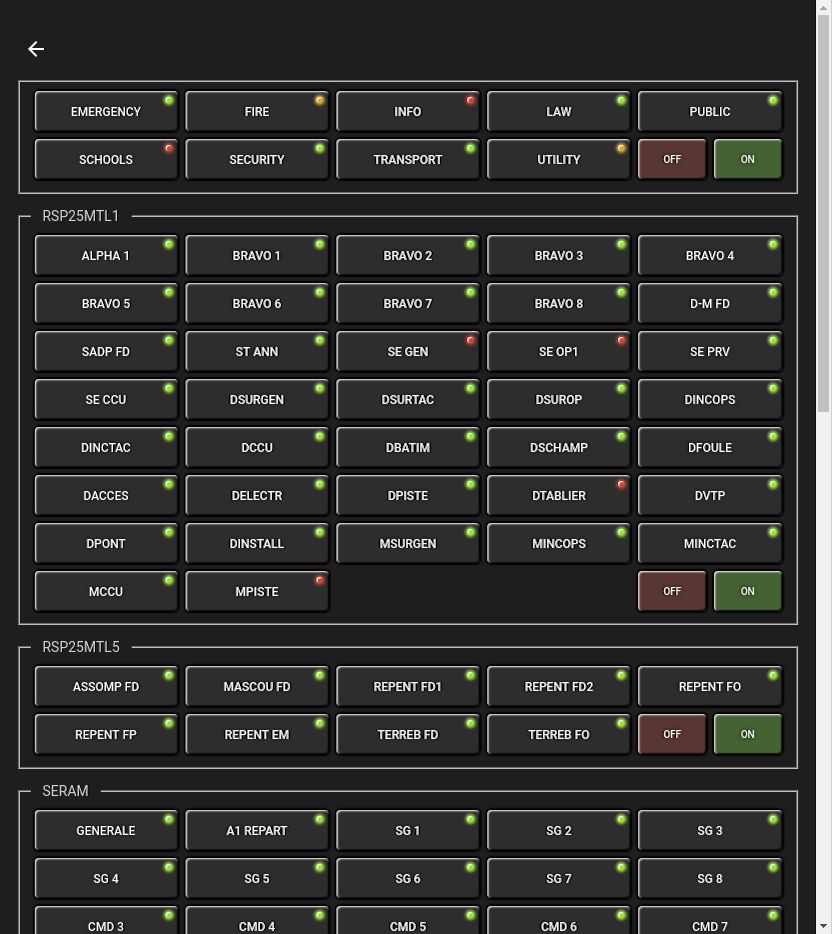 EMERGENCY FIRE INFO LAW PUBLIC
SCHOOLS SECURITY TRANSPORT UTILITY OFF ON
RSP25MTL1
ALPHA 1 BRAVO 1 BRAVO 2 BRAVO 3 BRAVO 4
BRAVO 5 BRAVO 6 BRAVO 7 BRAVO 8 D-M FD
SADP FD ST ANN SE GEN SE OP1 SE PRV
SE CCU DSURGEN DSURTAC DSUROP DINCOPS
DINCTAC DCCU DBATIM DSCHAMP DFOULE
DACCES DELECTR DPISTE DTABLIER DVTP
DPONT DINSTALL MSURGEN MINCOPS MINCTAC
MCCU MPISTE OFF ON
RSP25MTL5
ASSOMP FD MASCOU FD REPENT FD1 REPENT FD2 REPENT FO
REPENT FP REPENT EM TERREB FD TERREB FO OFF ON
SERAM
GENERALE A1 REPART SG 1 SG 2 SG 3
SG 4 SG 5 SG 6 SG 7 SG 8
CMD 3 CMD 4 CMD 5 CMD 6 CMD 7